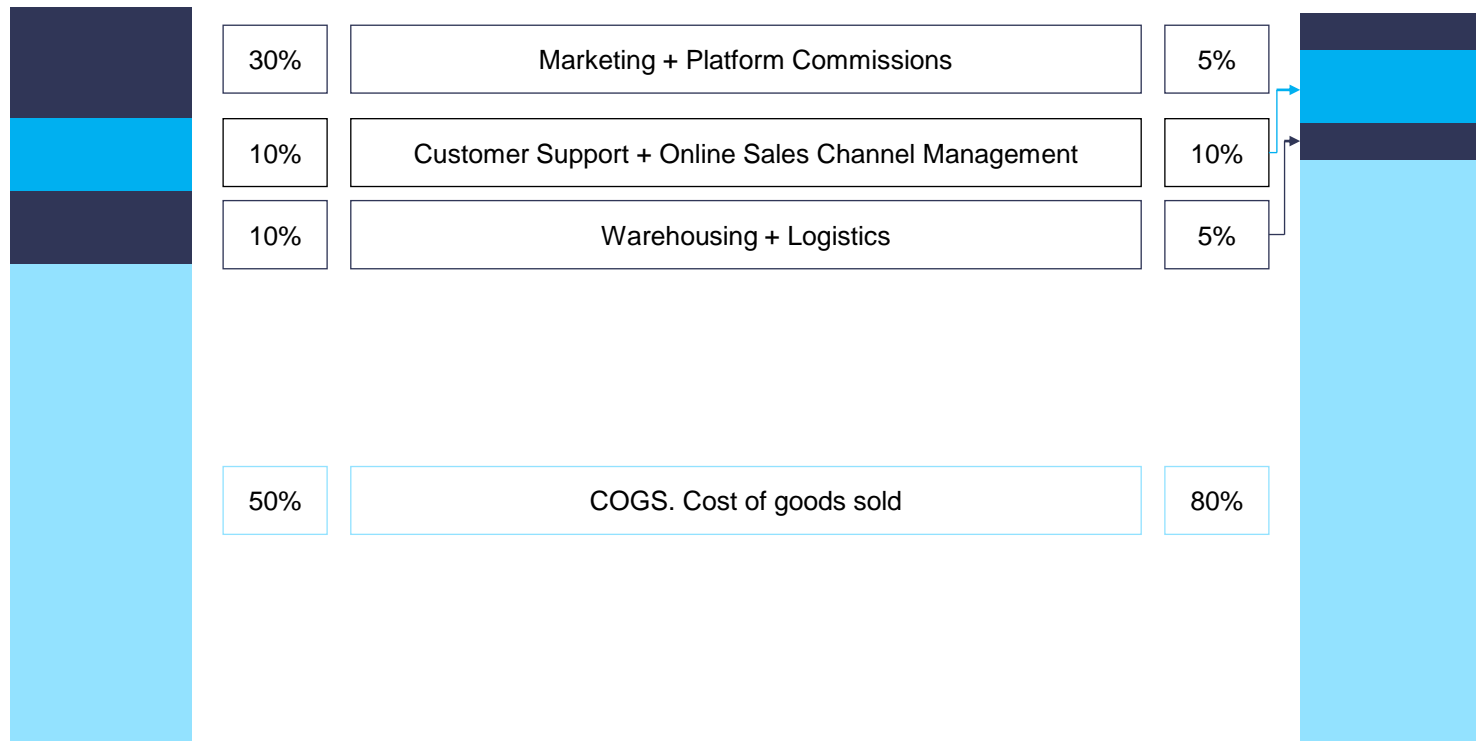 30% Marketing + Platform Commissions 5%
10% Customer Support + Online Sales Channel Management 10%
10% Warehousing + Logistics 5%
50% COGS. Cost of goods sold 80%